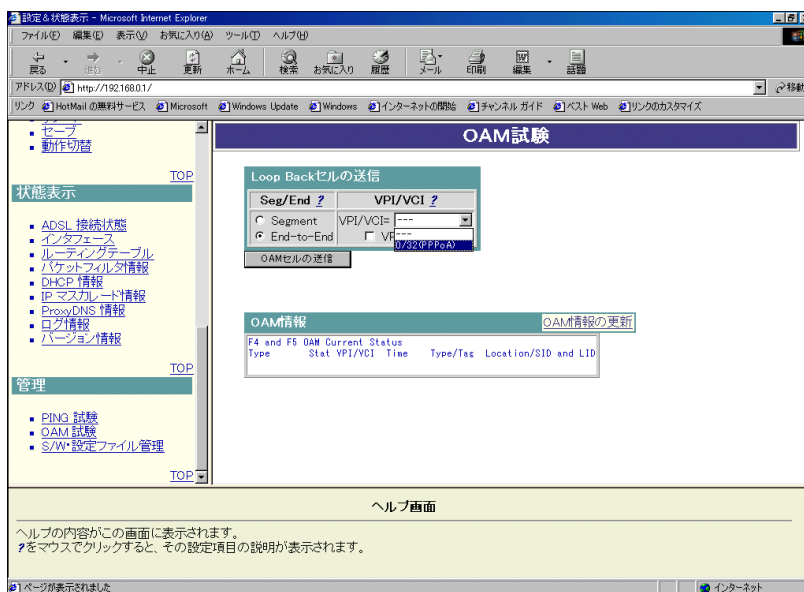 設定&状態表示 - Microsoft Internet Explorer
ファイル(F) 編集(E) 表示(V) お気に入り(A) ツール(T) ヘルプ(H)
戻る 進む 中止 更新 ホーム 検索 お気に入り 履歴 メール 印刷 編集 話題
アドレス(D) http://192.168.0.1/ 移動
リンク HotMail の無料サービス Microsoft Windows Update Windows インターネットの開始 チャンネル ガイド ベスト Web リンクのカスタマイズ
セーブ
動作切替
TOP
状態表示
ADSL 接続状態
インタフェース
ルーティングテーブル
パケットフィルタ情報
DHCP 情報
IP マスカレード情報
ProxyDNS 情報
ログ情報
バージョン情報
TOP
管理
PING 試験
OAM 試験
S/W・設定ファイル管理
TOP
OAM試験
Loop Backセルの送信
Seg/End ? VPI/VCI ?
Segment VPI/VCI= ---
End-to-End
---
0/32(PPPoA)
OAMセルの送信
OAM情報 OAM情報の更新
F4 and F5 OAM Current Status
Type Stat VPI/VCI Time Type/Tag Location/SID and LID
ヘルプ画面
ヘルプの内容がこの画面に表示されます。
?をマウスでクリックすると、その設定項目の説明が表示されます。
ページが表示されました インターネット